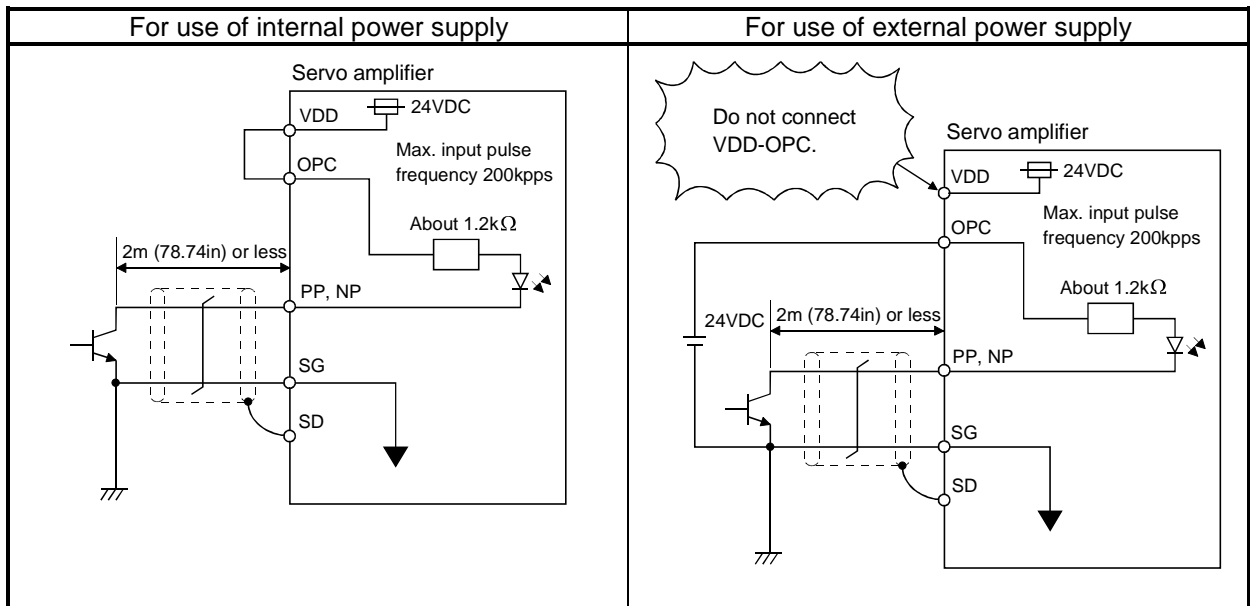 For use of internal power supply
Servo amplifier
VDD
24VDC
OPC
Max. input pulse
frequency 200kpps
About 1.2kΩ
2m (78.74in) or less
PP, NP
SG
SD
For use of external power supply
Do not connect
VDD-OPC.
Servo amplifier
VDD
24VDC
OPC
Max. input pulse
frequency 200kpps
About 1.2kΩ
24VDC
2m (78.74in) or less
PP, NP
SG
SD